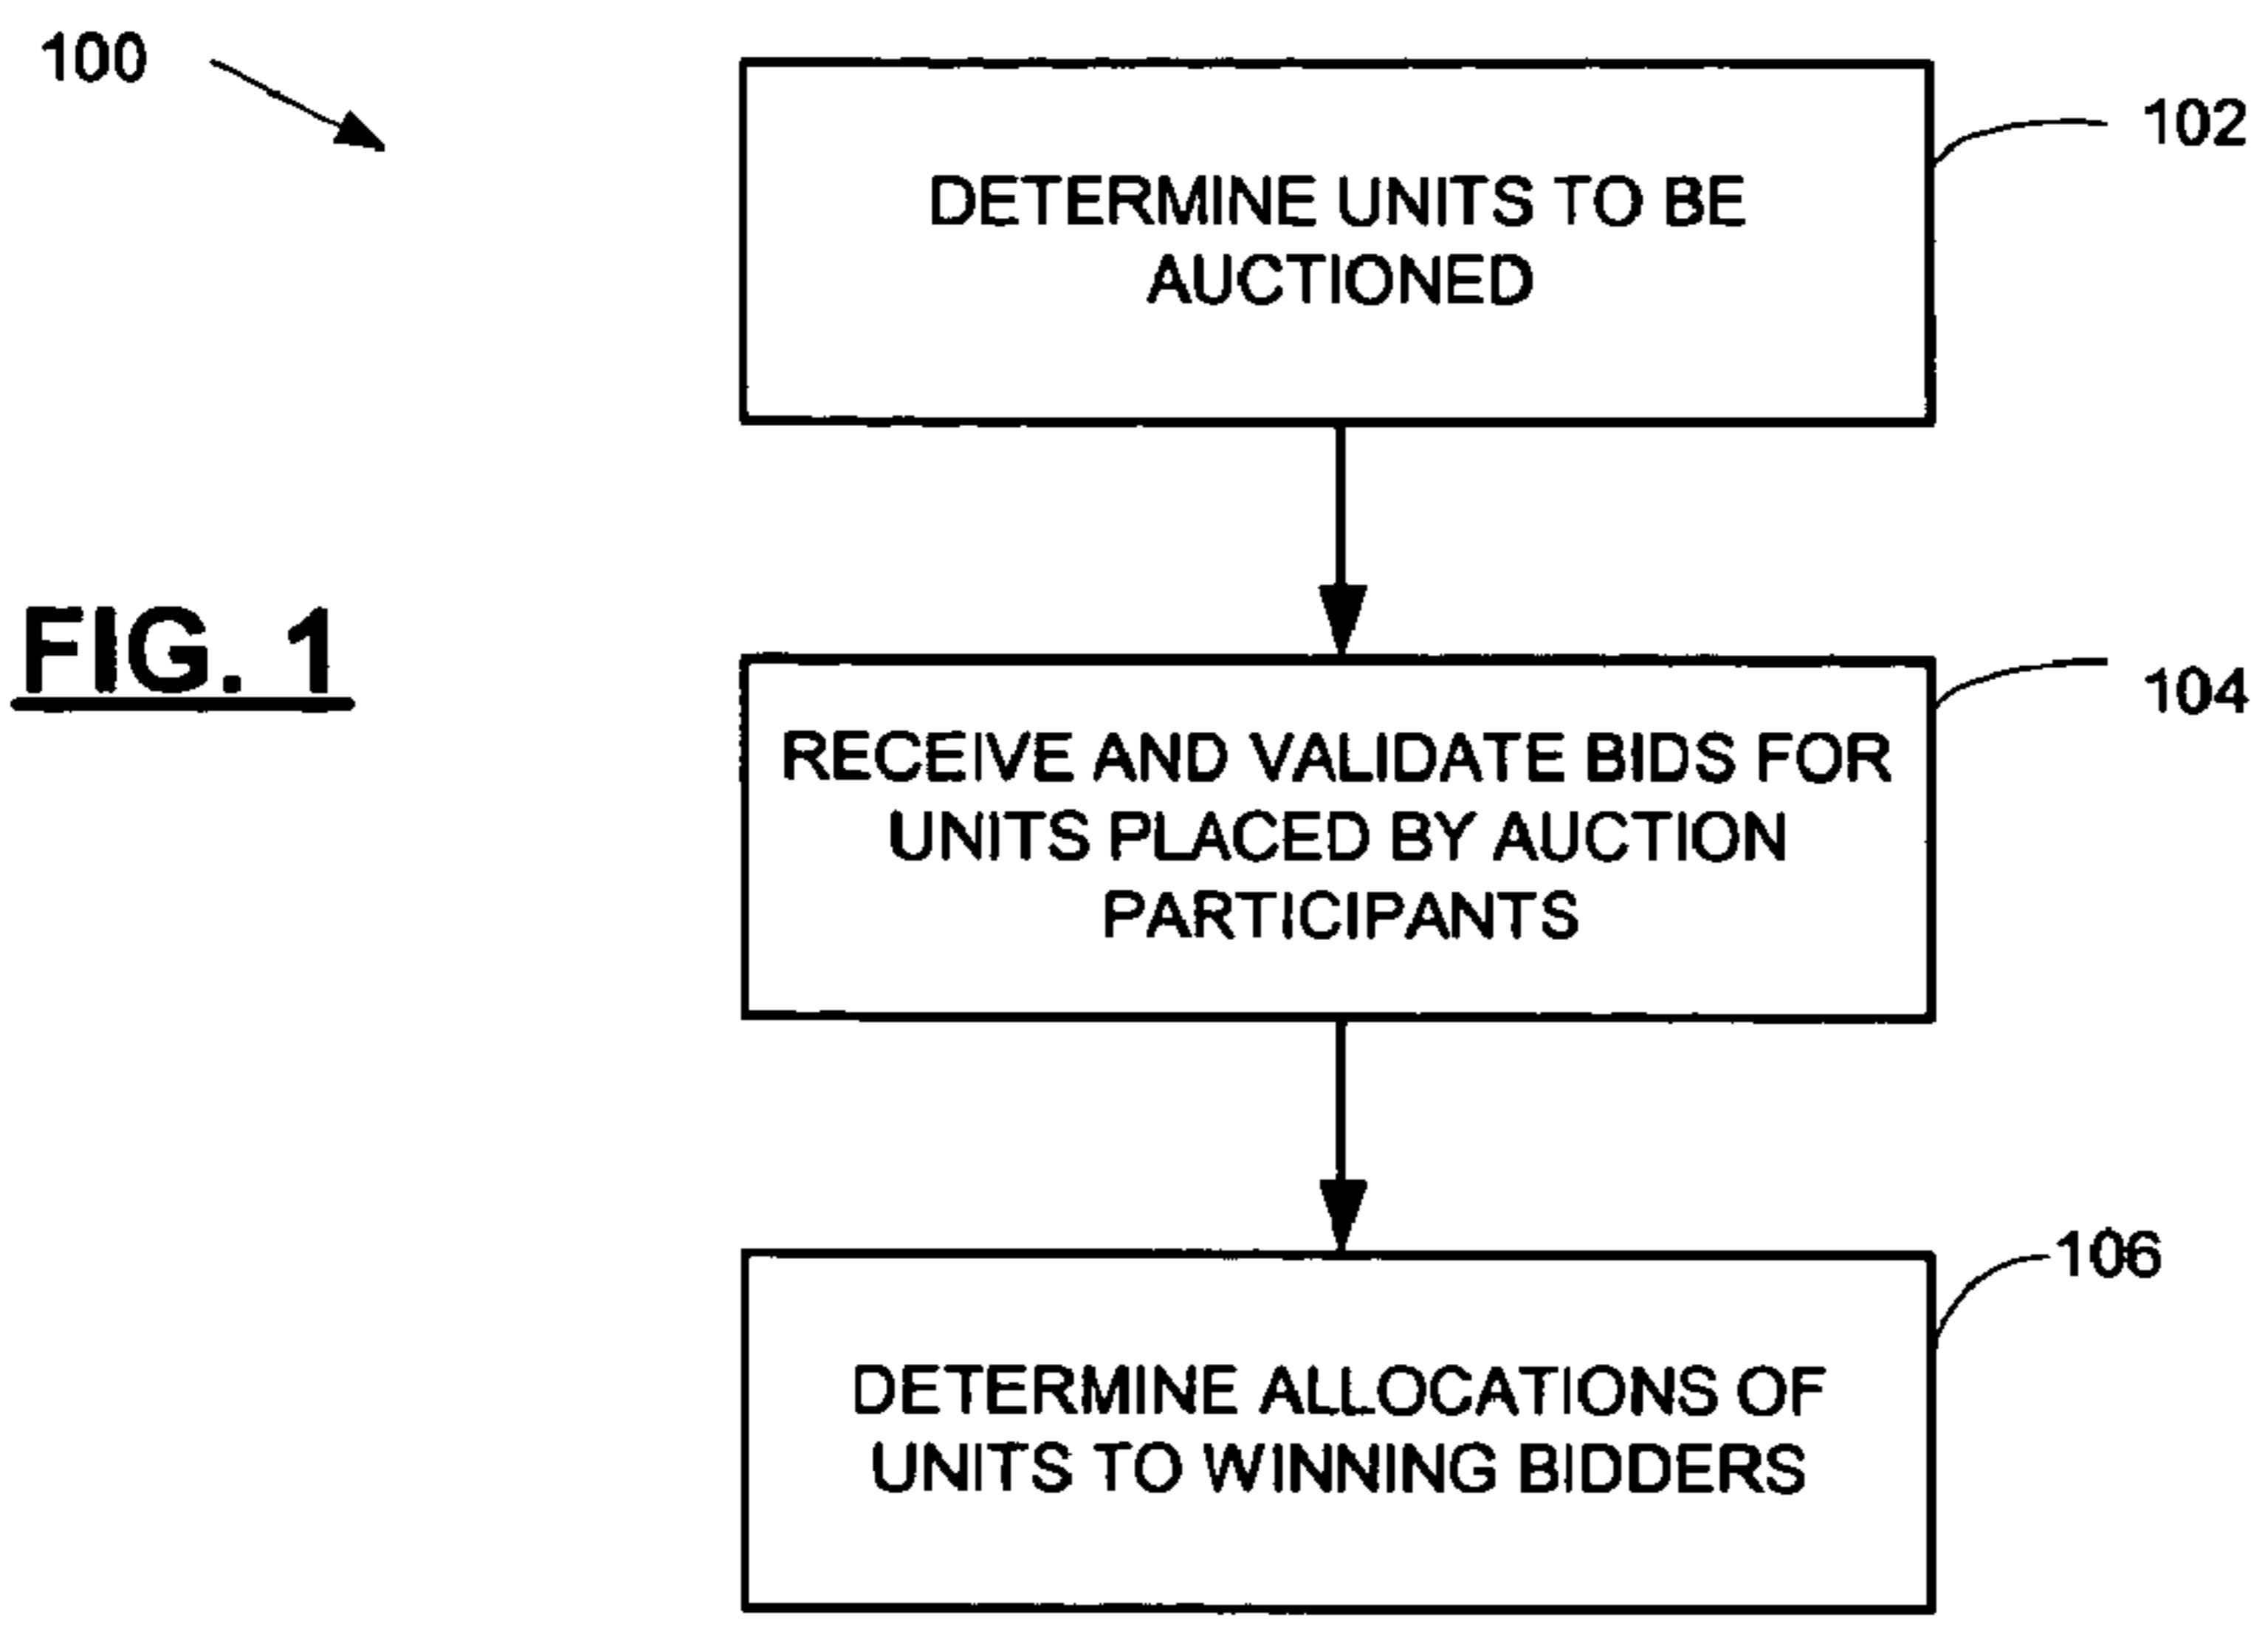 100
102
DETERMINE UNITS TO BE
AUCTIONED
FIG. 1
104
RECEIVE AND VALIDATE BIDS FOR
UNITS PLACED BY AUCTION
PARTICIPANTS
106
DETERMINE ALLOCATIONS OF
UNITS TO WINNING BIDDERS